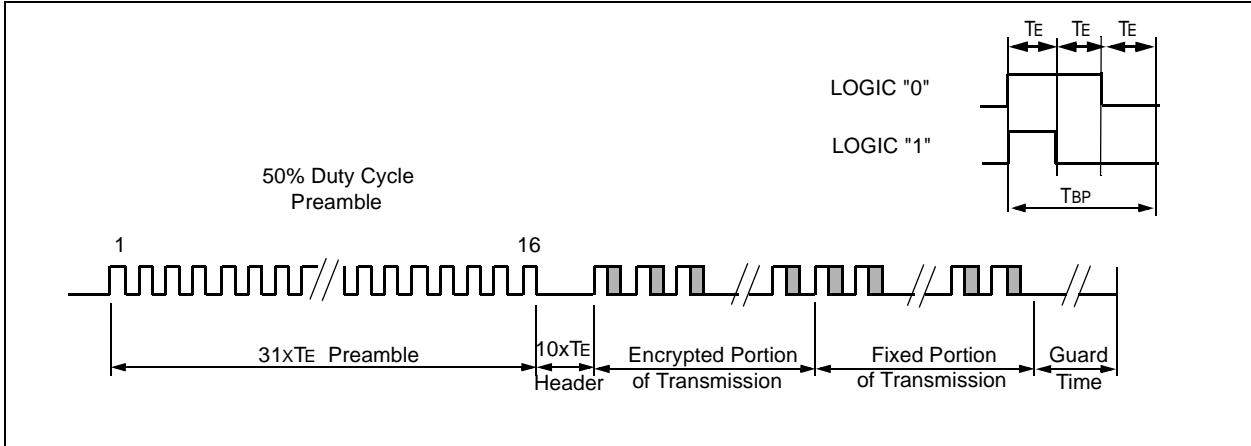 TE TE TE
LOGIC "0"
LOGIC "1"
TBP
50% Duty Cycle
Preamble
1 16
31xTE Preamble
10xTE
Header
Encrypted Portion
of Transmission
Fixed Portion
of Transmission
Guard
Time